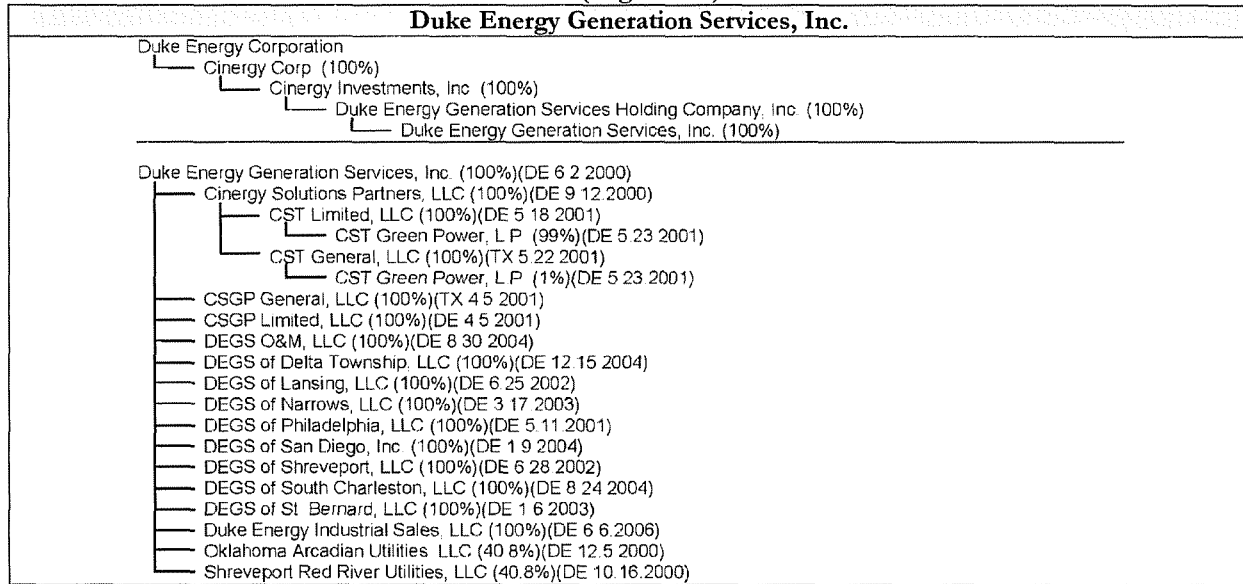 Duke Energy Generation Services, Inc.
Duke Energy Corporation
Cinergy Corp (100%)
Cinergy Investments, Inc (100%)
Duke Energy Generation Services Holding Company, Inc. (100%)
Duke Energy Generation Services, Inc. (100%)
Duke Energy Generation Services, Inc. (100%)(DE 6 2 2000)
Cinergy Solutions Partners, LLC (100%)(DE 9 12.2000)
CST Limited, LLC (100%)(DE 5 18 2001)
CST Green Power, L P (99%)(DE 5.23 2001)
CST General, LLC (100%)(TX 5.22 2001)
CST Green Power, L P (1%)(DE 5 23 2001)
CSGP General, LLC (100%)(TX 4 5 2001)
CSGP Limited, LLC (100%)(DE 4 5 2001)
DEGS O&M, LLC (100%)(DE 8 30 2004)
DEGS of Delta Township, LLC (100%)(DE 12.15 2004)
DEGS of Lansing, LLC (100%)(DE 6 25 2002)
DEGS of Narrows, LLC (100%)(DE 3 17 2003)
DEGS of Philadelphia, LLC (100%)(DE 5.11.2001)
DEGS of San Diego, Inc (100%)(DE 1 9 2004)
DEGS of Shreveport, LLC (100%)(DE 6 28 2002)
DEGS of South Charleston, LLC (100%)(DE 8 24 2004)
DEGS of St Bernard, LLC (100%)(DE 1 6 2003)
Duke Energy Industrial Sales, LLC (100%)(DE 6 6.2006)
Oklahoma Arcadian Utilities LLC (40 8%)(DE 12.5 2000)
Shreveport Red River Utilities, LLC (40.8%)(DE 10.16.2000)